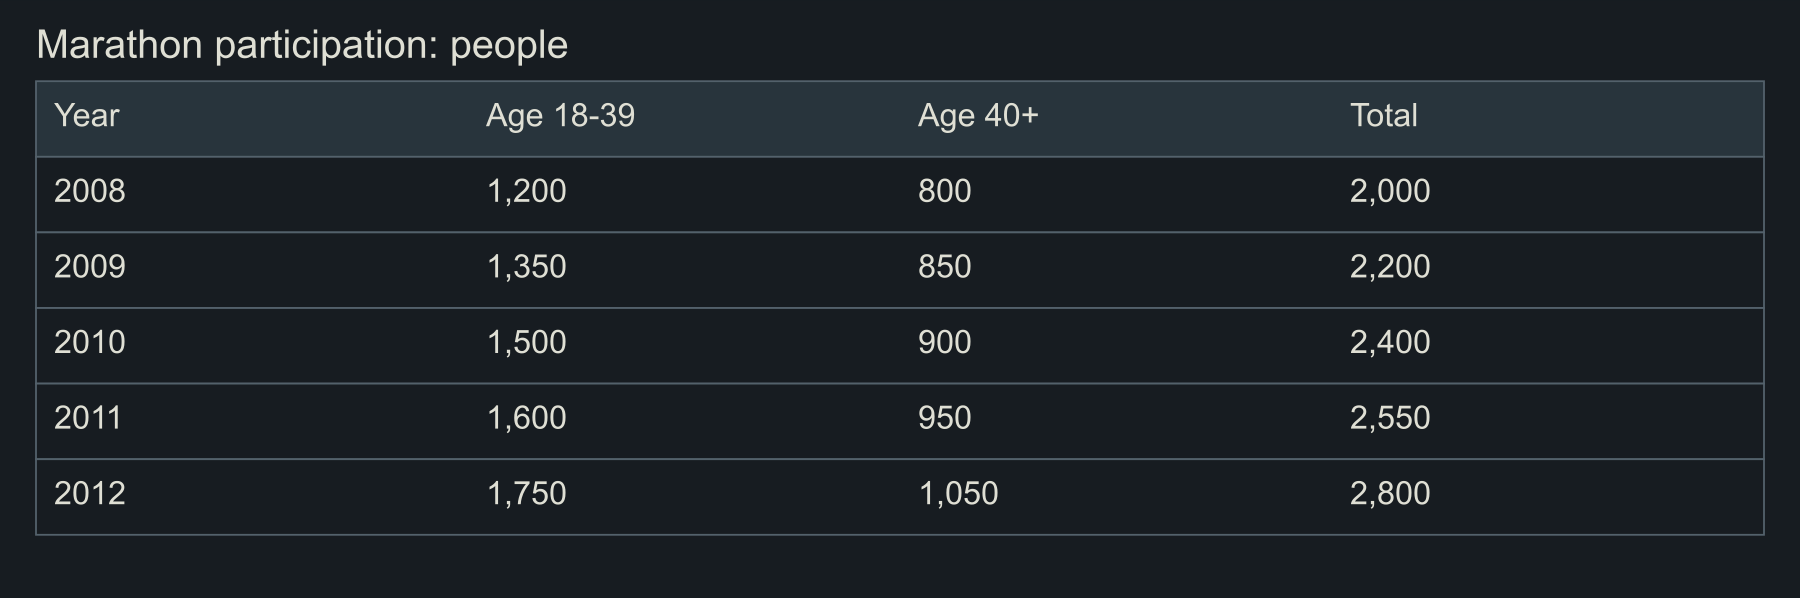 Marathon participation: people
Year Age 18-39 Age 40+ Total
2008 1,200 800 2,000
2009 1,350 850 2,200
2010 1,500 900 2,400
2011 1,600 950 2,550
2012 1,750 1,050 2,800